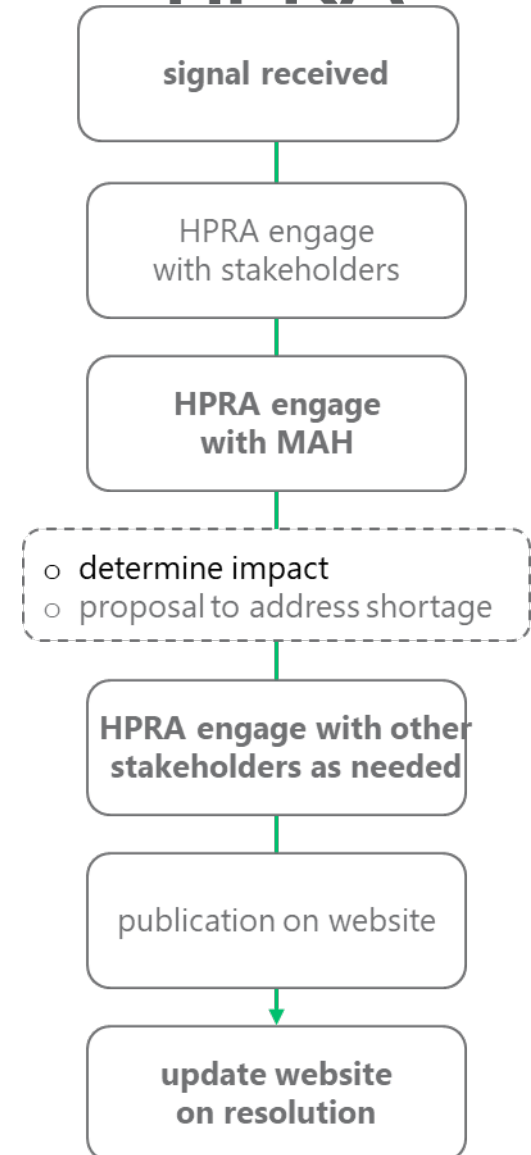 HPRA
signal received
HPRA engage
with stakeholders
HPRA engage
with MAH
o determine impact
o proposal to address shortage
HPRA engage with other
stakeholders as needed
publication on website
update website
on resolution